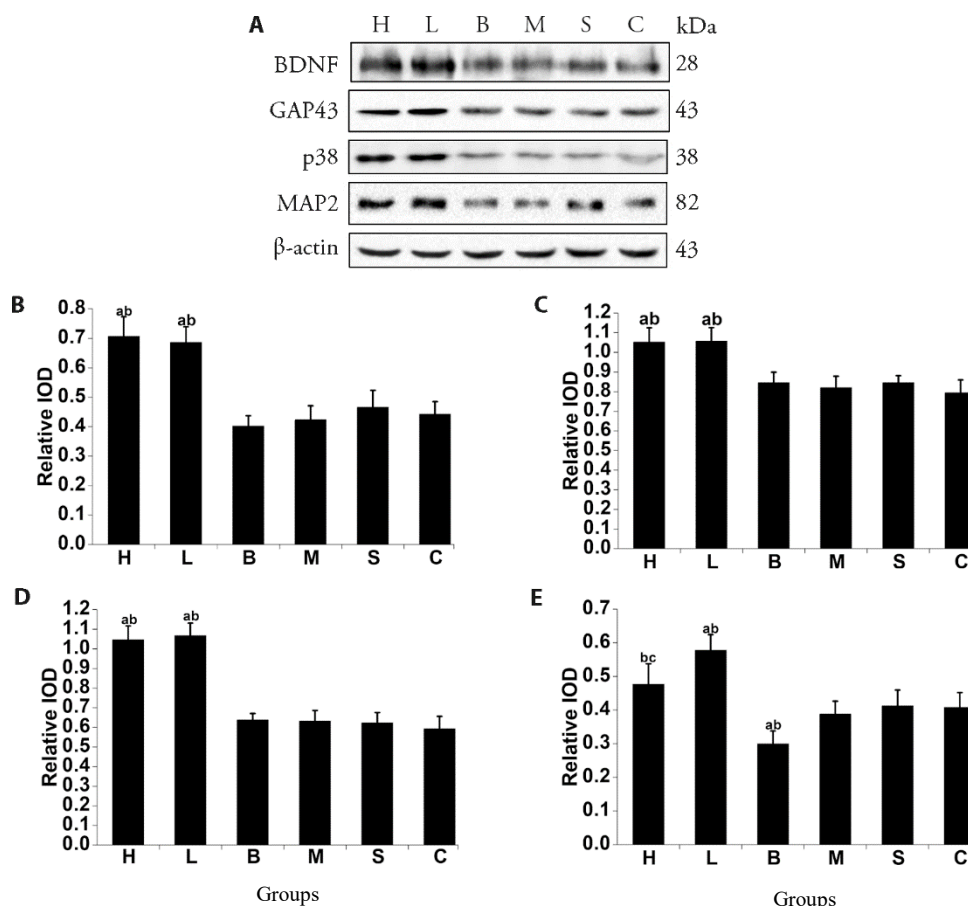 A H L B M S C kDa
BDNF 28
GAP43 43
p38 38
MAP2 82
β-actin 43
B
Relative IOD
0.8
0.7
0.6
0.5
0.4
0.3
0.2
0.1
0.0
ab ab
H L B M S C
C
Relative IOD
1.2
1.1
1.0
0.9
0.8
0.7
0.6
0.5
0.4
0.3
0.2
0.1
0.0
ab ab
H L B M S C
D
Relative IOD
1.2
1.1
1.0
0.9
0.8
0.7
0.6
0.5
0.4
0.3
0.2
0.1
0.0
ab ab
H L B M S C
Groups
E
Relative IOD
0.7
0.6
0.5
0.4
0.3
0.2
0.1
0.0
bc ab ab
H L B M S C
Groups